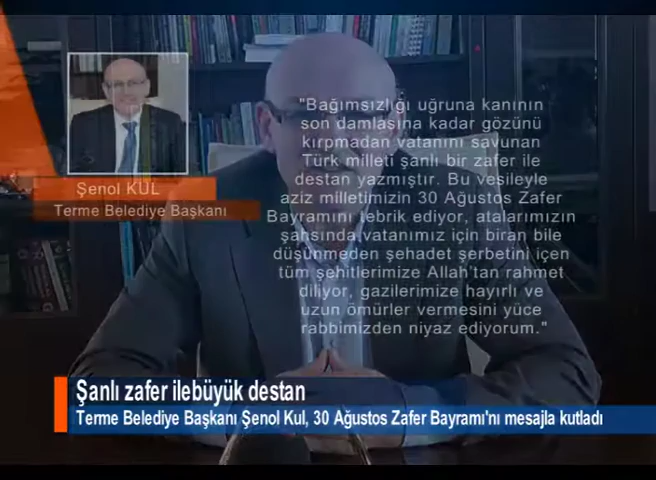 "Bağımsızlığı uğruna kanının
son damlasına kadar gözünü
kırpmadan vatanını savunan
Türk milleti şanlı bir zafer ile
destan yazmıştır. Bu vesileyle
aziz milletimizin 30 Ağustos Zafer
Bayramını tebrik ediyor, atalarımızın
şahsında vatanımız için biran bile
düşünmeden şehadet şerbetini içen
tüm şehitlerimize Allah'tan rahmet
diliyor, gazilerimize hayırlı ve
uzun ömürler vermesini yüce
rabbimizden niyaz ediyorum."
Şenol KUL
Terme Belediye Başkanı
Şanlı zafer ilebüyük destan
Terme Belediye Başkanı Şenol Kul, 30 Ağustos Zafer Bayramı'nı mesajla kutladı